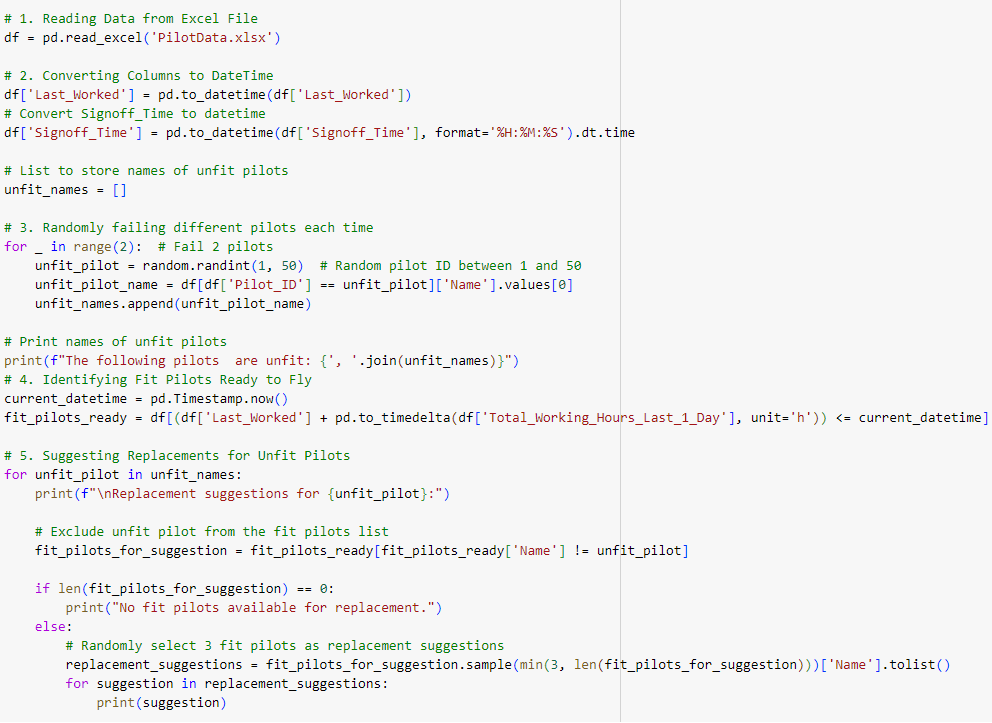 # 1. Reading Data from Excel File
df = pd.read_excel('PilotData.xlsx')

# 2. Converting Columns to DateTime
df['Last_Worked'] = pd.to_datetime(df['Last_Worked'])
# Convert Signoff_Time to datetime
df['Signoff_Time'] = pd.to_datetime(df['Signoff_Time'], format='%H:%M:%S').dt.time

# List to store names of unfit pilots
unfit_names = []

# 3. Randomly failing different pilots each time
for _ in range(2):  # Fail 2 pilots
    unfit_pilot = random.randint(1, 50)  # Random pilot ID between 1 and 50
    unfit_pilot_name = df[df['Pilot_ID'] == unfit_pilot]['Name'].values[0]
    unfit_names.append(unfit_pilot_name)

# Print names of unfit pilots
print(f"The following pilots  are unfit: {', '.join(unfit_names)}")
# 4. Identifying Fit Pilots Ready to Fly
current_datetime = pd.Timestamp.now()
fit_pilots_ready = df[(df['Last_Worked'] + pd.to_timedelta(df['Total_Working_Hours_Last_1_Day'], unit='h')) <= current_datetime]

# 5. Suggesting Replacements for Unfit Pilots
for unfit_pilot in unfit_names:
    print(f"\nReplacement suggestions for {unfit_pilot}:")

    # Exclude unfit pilot from the fit pilots list
    fit_pilots_for_suggestion = fit_pilots_ready[fit_pilots_ready['Name'] != unfit_pilot]

    if len(fit_pilots_for_suggestion) == 0:
        print("No fit pilots available for replacement.")
    else:
        # Randomly select 3 fit pilots as replacement suggestions
        replacement_suggestions = fit_pilots_for_suggestion.sample(min(3, len(fit_pilots_for_suggestion)))['Name'].tolist()
        for suggestion in replacement_suggestions:
            print(suggestion)